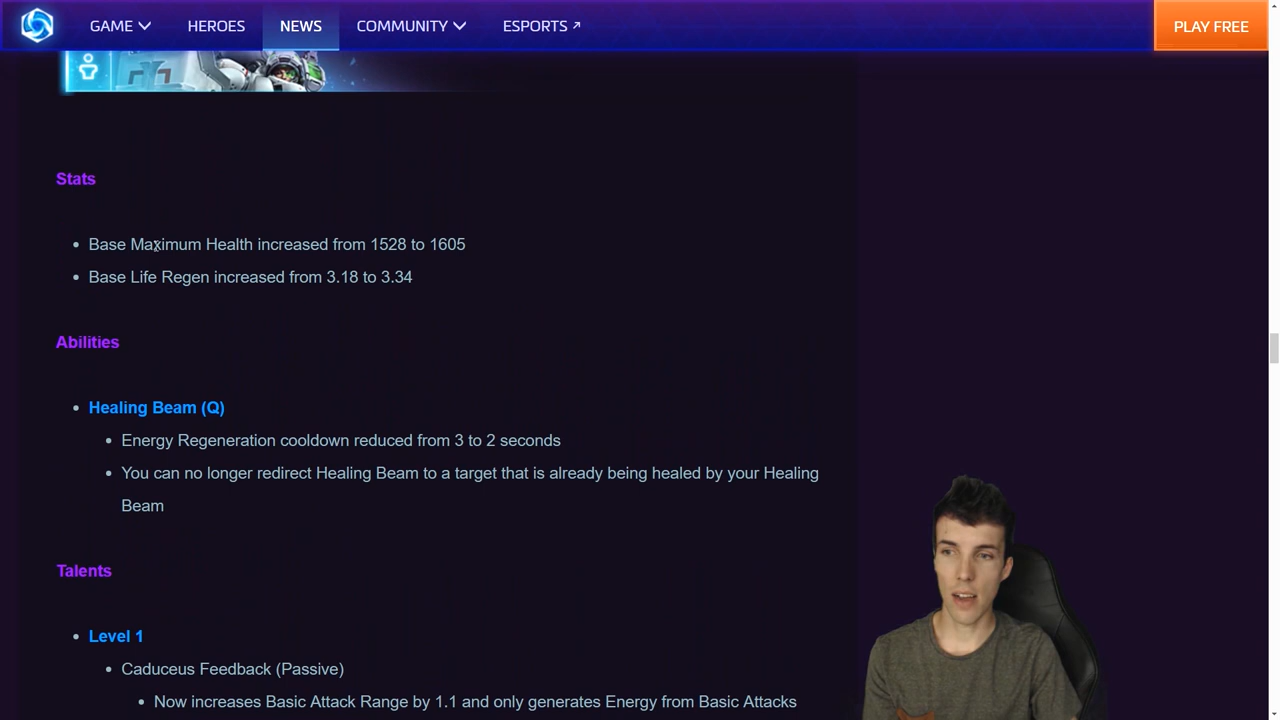 GAME HEROES NEWS COMMUNITY ESPORTS PLAY FREE
Stats
Base Maximum Health increased from 1528 to 1605
Base Life Regen increased from 3.18 to 3.34
Abilities
Healing Beam (Q)
Energy Regeneration cooldown reduced from 3 to 2 seconds
You can no longer redirect Healing Beam to a target that is already being healed by your Healing
Beam
Talents
Level 1
Caduceus Feedback (Passive)
Now increases Basic Attack Range by 1.1 and only generates Energy from Basic Attacks